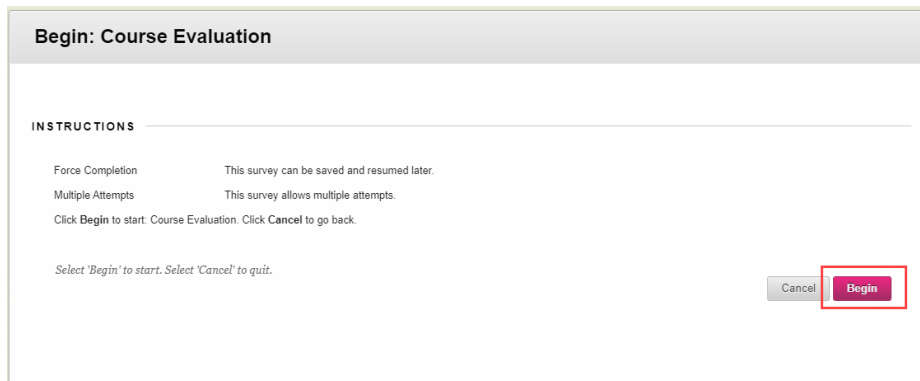 Begin: Course Evaluation
INSTRUCTIONS
Force Completion This survey can be saved and resumed later.
Multiple Attempts This survey allows multiple attempts.
Click Begin to start: Course Evaluation. Click Cancel to go back.
Select 'Begin' to start. Select 'Cancel' to quit.
Cancel Begin